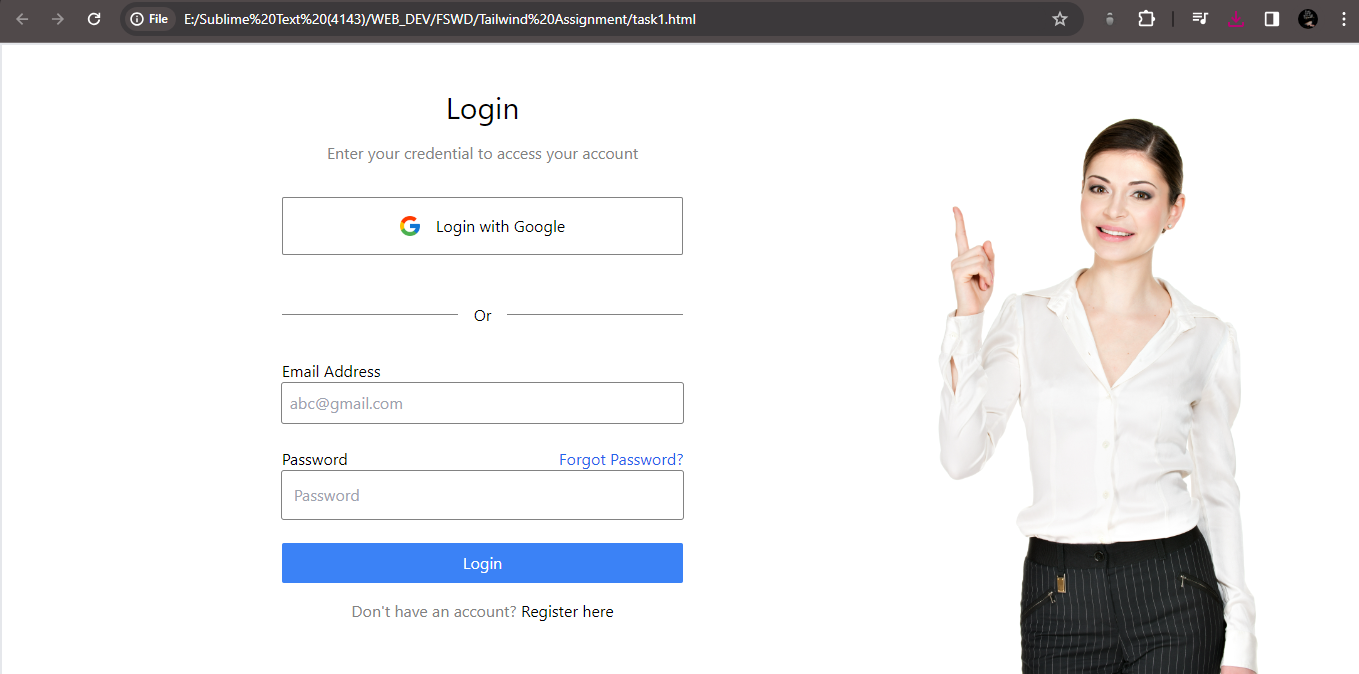 File E:/Sublime%20Text%20(4143)/WEB_DEV/FSWD/Tailwind%20Assignment/task1.html
Login
Enter your credential to access your account
Login with Google
Or
Email Address
abc@gmail.com
Password Forgot Password?
Password
Login
Don't have an account? Register here